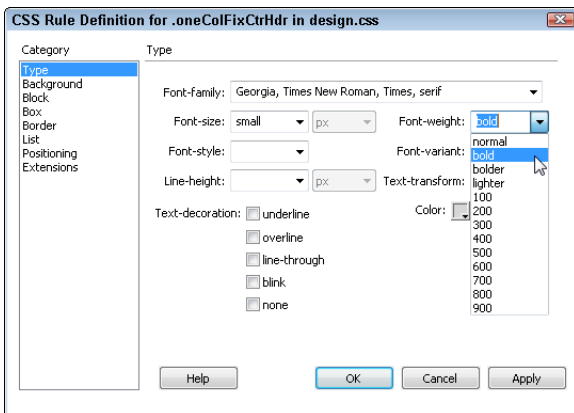 CSS Rule Definition for .oneColFixCtrHdr in design.css
Category
Type
Type
Background
Block
Box
Border
List
Positioning
Extensions
Font-family: Georgia, Times New Roman, Times, serif
Font-size: small px Font-weight: bold
Font-style: Font-variant:
Line-height: px Text-transform:
Text-decoration: underline Color:
overline
line-through
blink
none
normal
bold
bolder
lighter
100
200
300
400
500
600
700
800
900
Help OK Cancel Apply